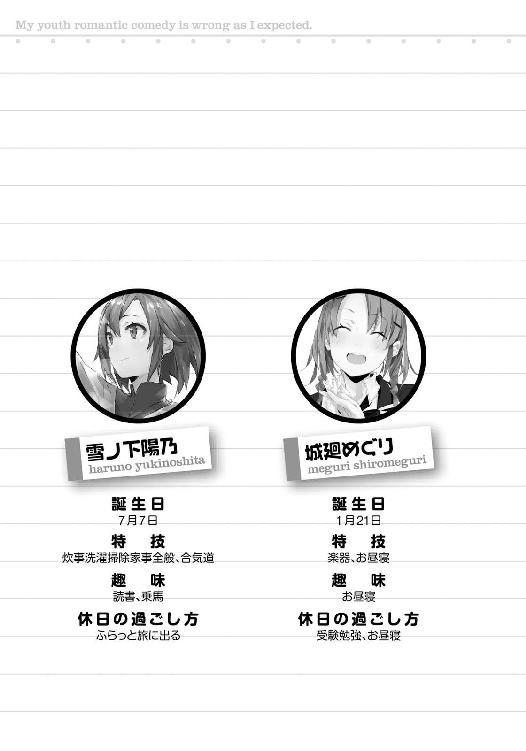 My youth romantic comedy is wrong as I expected.
雪ノ下陽乃
haruno yukinoshita
誕生日
7月7日
特技
炊事洗濯掃除家事全般、合気道
趣味
読書、乗馬
休日の過ごし方
ふらっと旅に出る
城廻めぐり
meguri shiromeguri
誕生日
1月21日
特技
楽器、お昼寝
趣味
お昼寝
休日の過ごし方
受験勉強、お昼寝